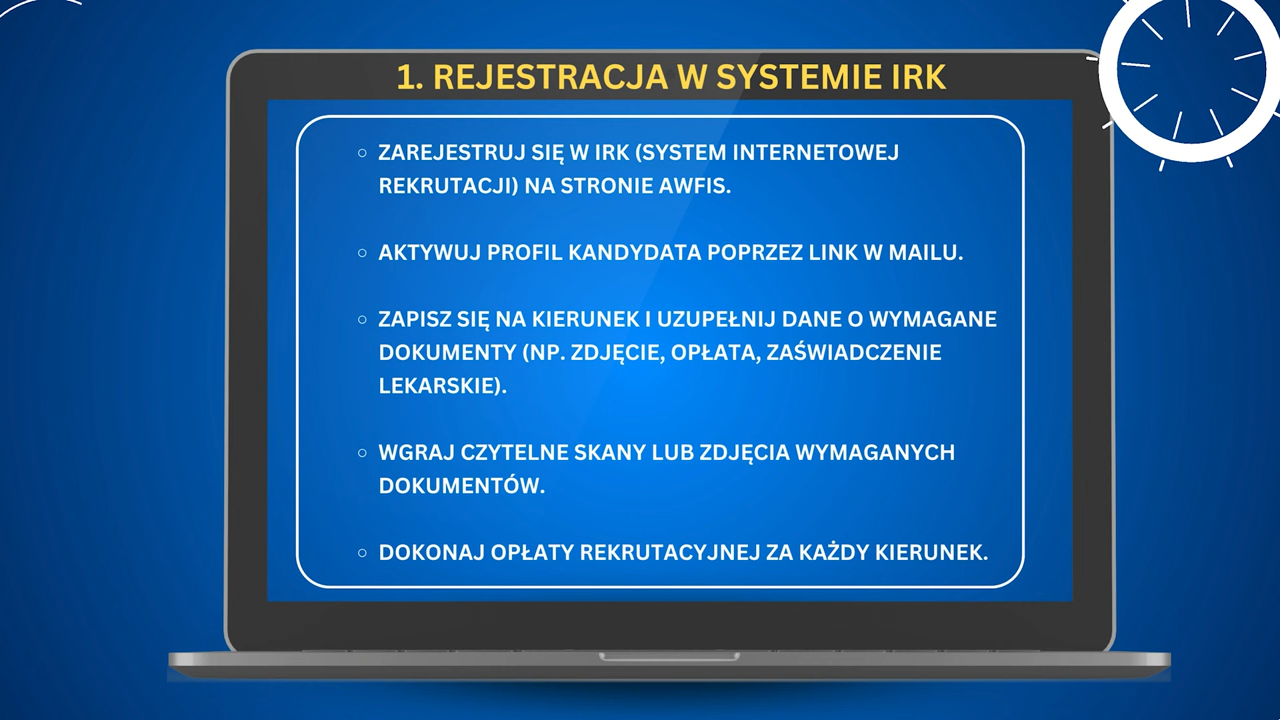 1. REJESTRACJA W SYSTEMIE IRK
ZAREJESTRUJ SIĘ W IRK (SYSTEM INTERNETOWEJ
REKRUTACJI) NA STRONIE AWFIS.
AKTYWUJ PROFIL KANDYDATA POPRZEZ LINK W MAILU.
ZAPISZ SIĘ NA KIERUNEK I UZUPEŁNIJ DANE O WYMAGANE
DOKUMENTY (NP. ZDJĘCIE, OPŁATA, ZAŚWIADCZENIE
LEKARSKIE).
WGRAJ CZYTELNE SKANY LUB ZDJĘCIA WYMAGANYCH
DOKUMENTÓW.
DOKONAJ OPŁATY REKRUTACYJNEJ ZA KAŻDY KIERUNEK.